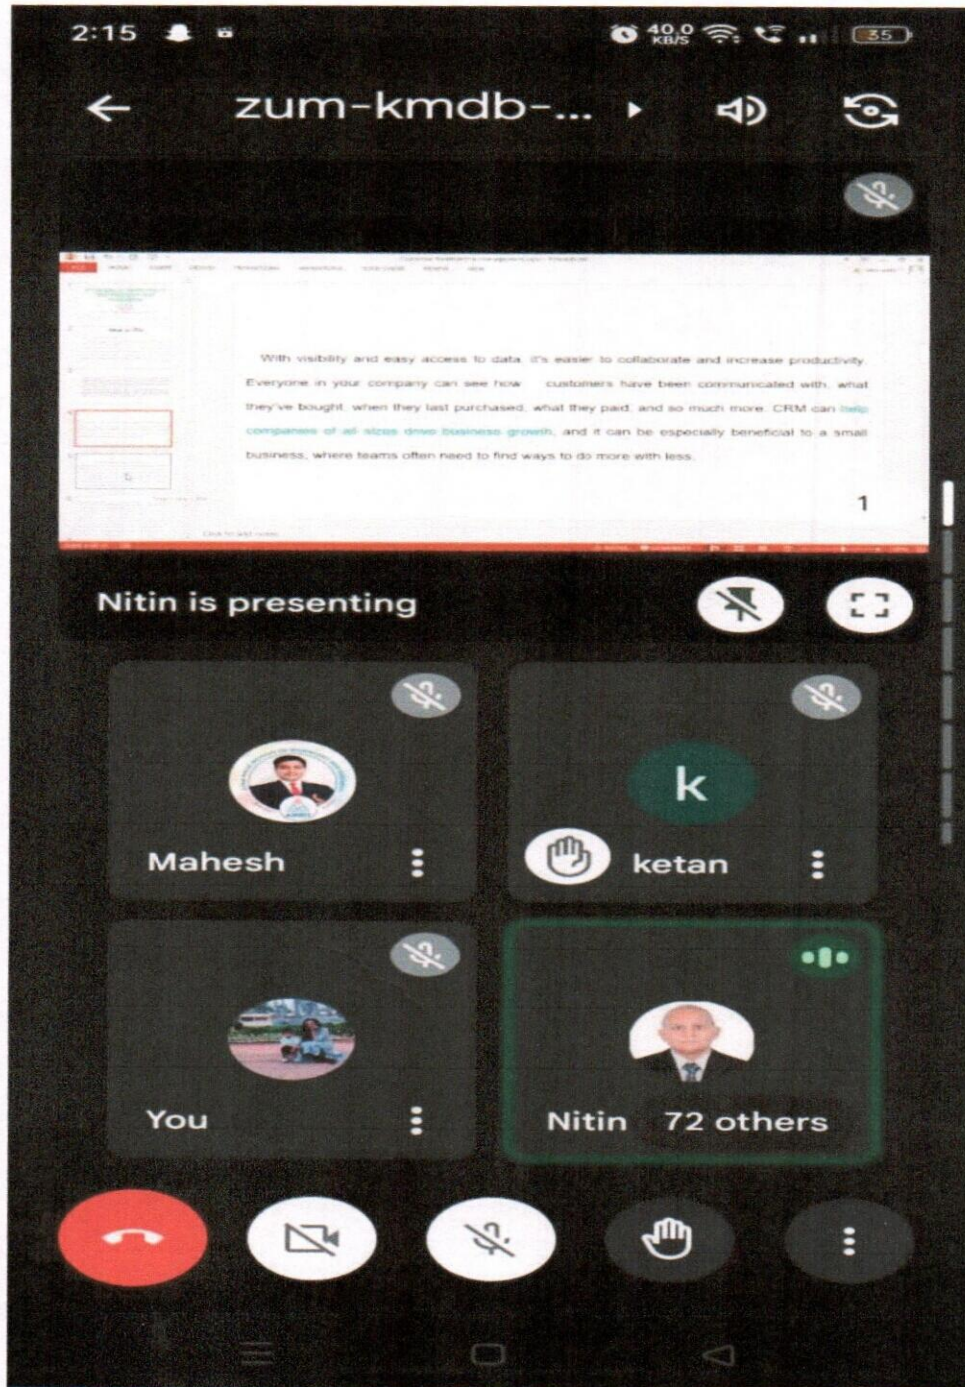 2:15 40.0 KB/S 35
zum-kmdb-...
With visibility and easy access to data, it's easier to collaborate and increase productivity.
Everyone in your company can see how customers have been communicated with, what
they've bought, when they last purchased, what they paid, and so much more. CRM can help
companies of all sizes drive business growth, and it can be especially beneficial to a small
business, where teams often need to find ways to do more with less.
1
Click to add notes
Nitin is presenting
k
Mahesh
ketan
You
Nitin 72 others